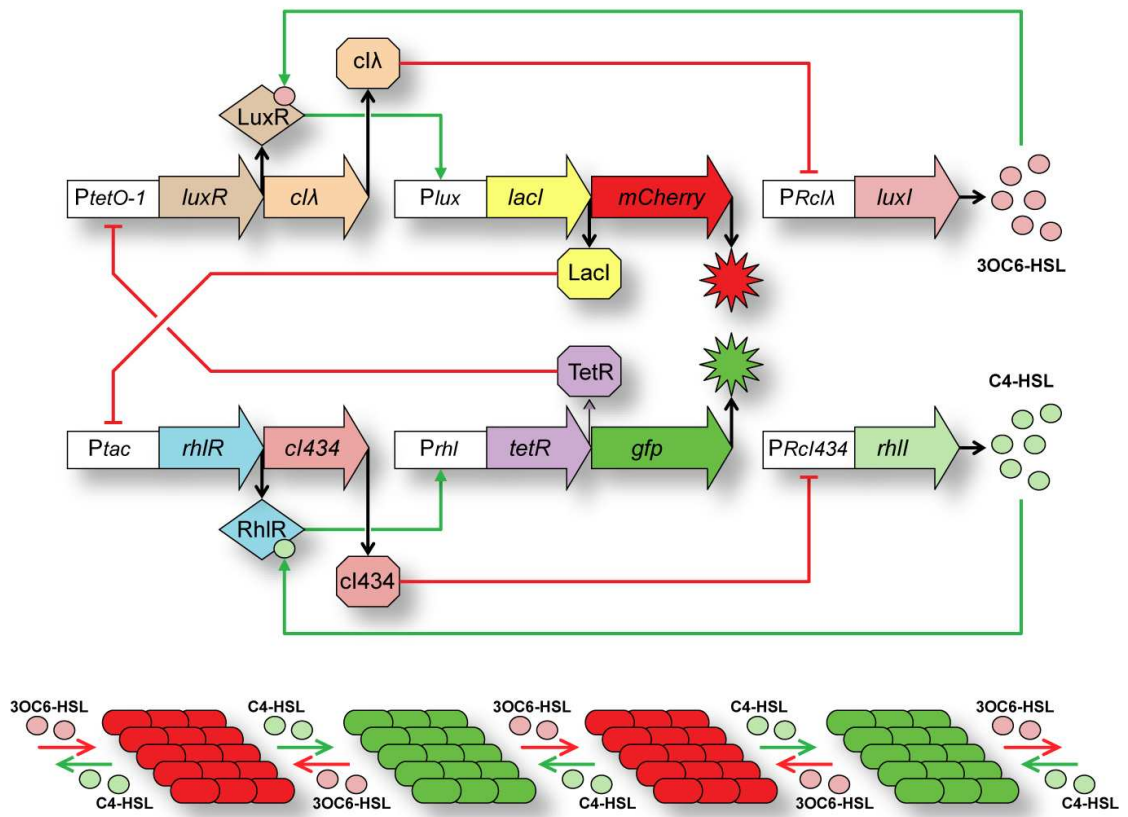 cIλ
LuxR
PtetO-1 luxR cIλ Plux lacI mCherry PRcIλ luxI
3OC6-HSL
LacI
TetR
C4-HSL
Ptac rhlR cI434 Prhl tetR gfp PRcI434 rhlI
RhlR
cI434
3OC6-HSL C4-HSL 3OC6-HSL C4-HSL 3OC6-HSL
C4-HSL 3OC6-HSL C4-HSL 3OC6-HSL C4-HSL